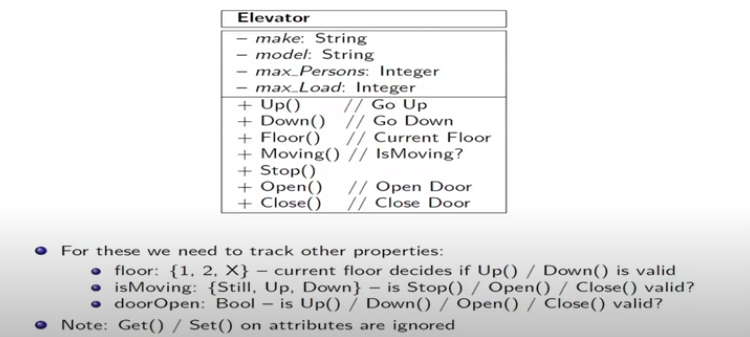 Elevator
– make: String
– model: String
– max_Persons: Integer
– max_Load: Integer
+ Up() // Go Up
+ Down() // Go Down
+ Floor() // Current Floor
+ Moving() // IsMoving?
+ Stop()
+ Open() // Open Door
+ Close() // Close Door
For these we need to track other properties:
floor: {1, 2, X} – current floor decides if Up() / Down() is valid
isMoving: {Still, Up, Down} – is Stop() / Open() / Close() valid?
doorOpen: Bool – is Up() / Down() / Open() / Close() valid?
Note: Get() / Set() on attributes are ignored